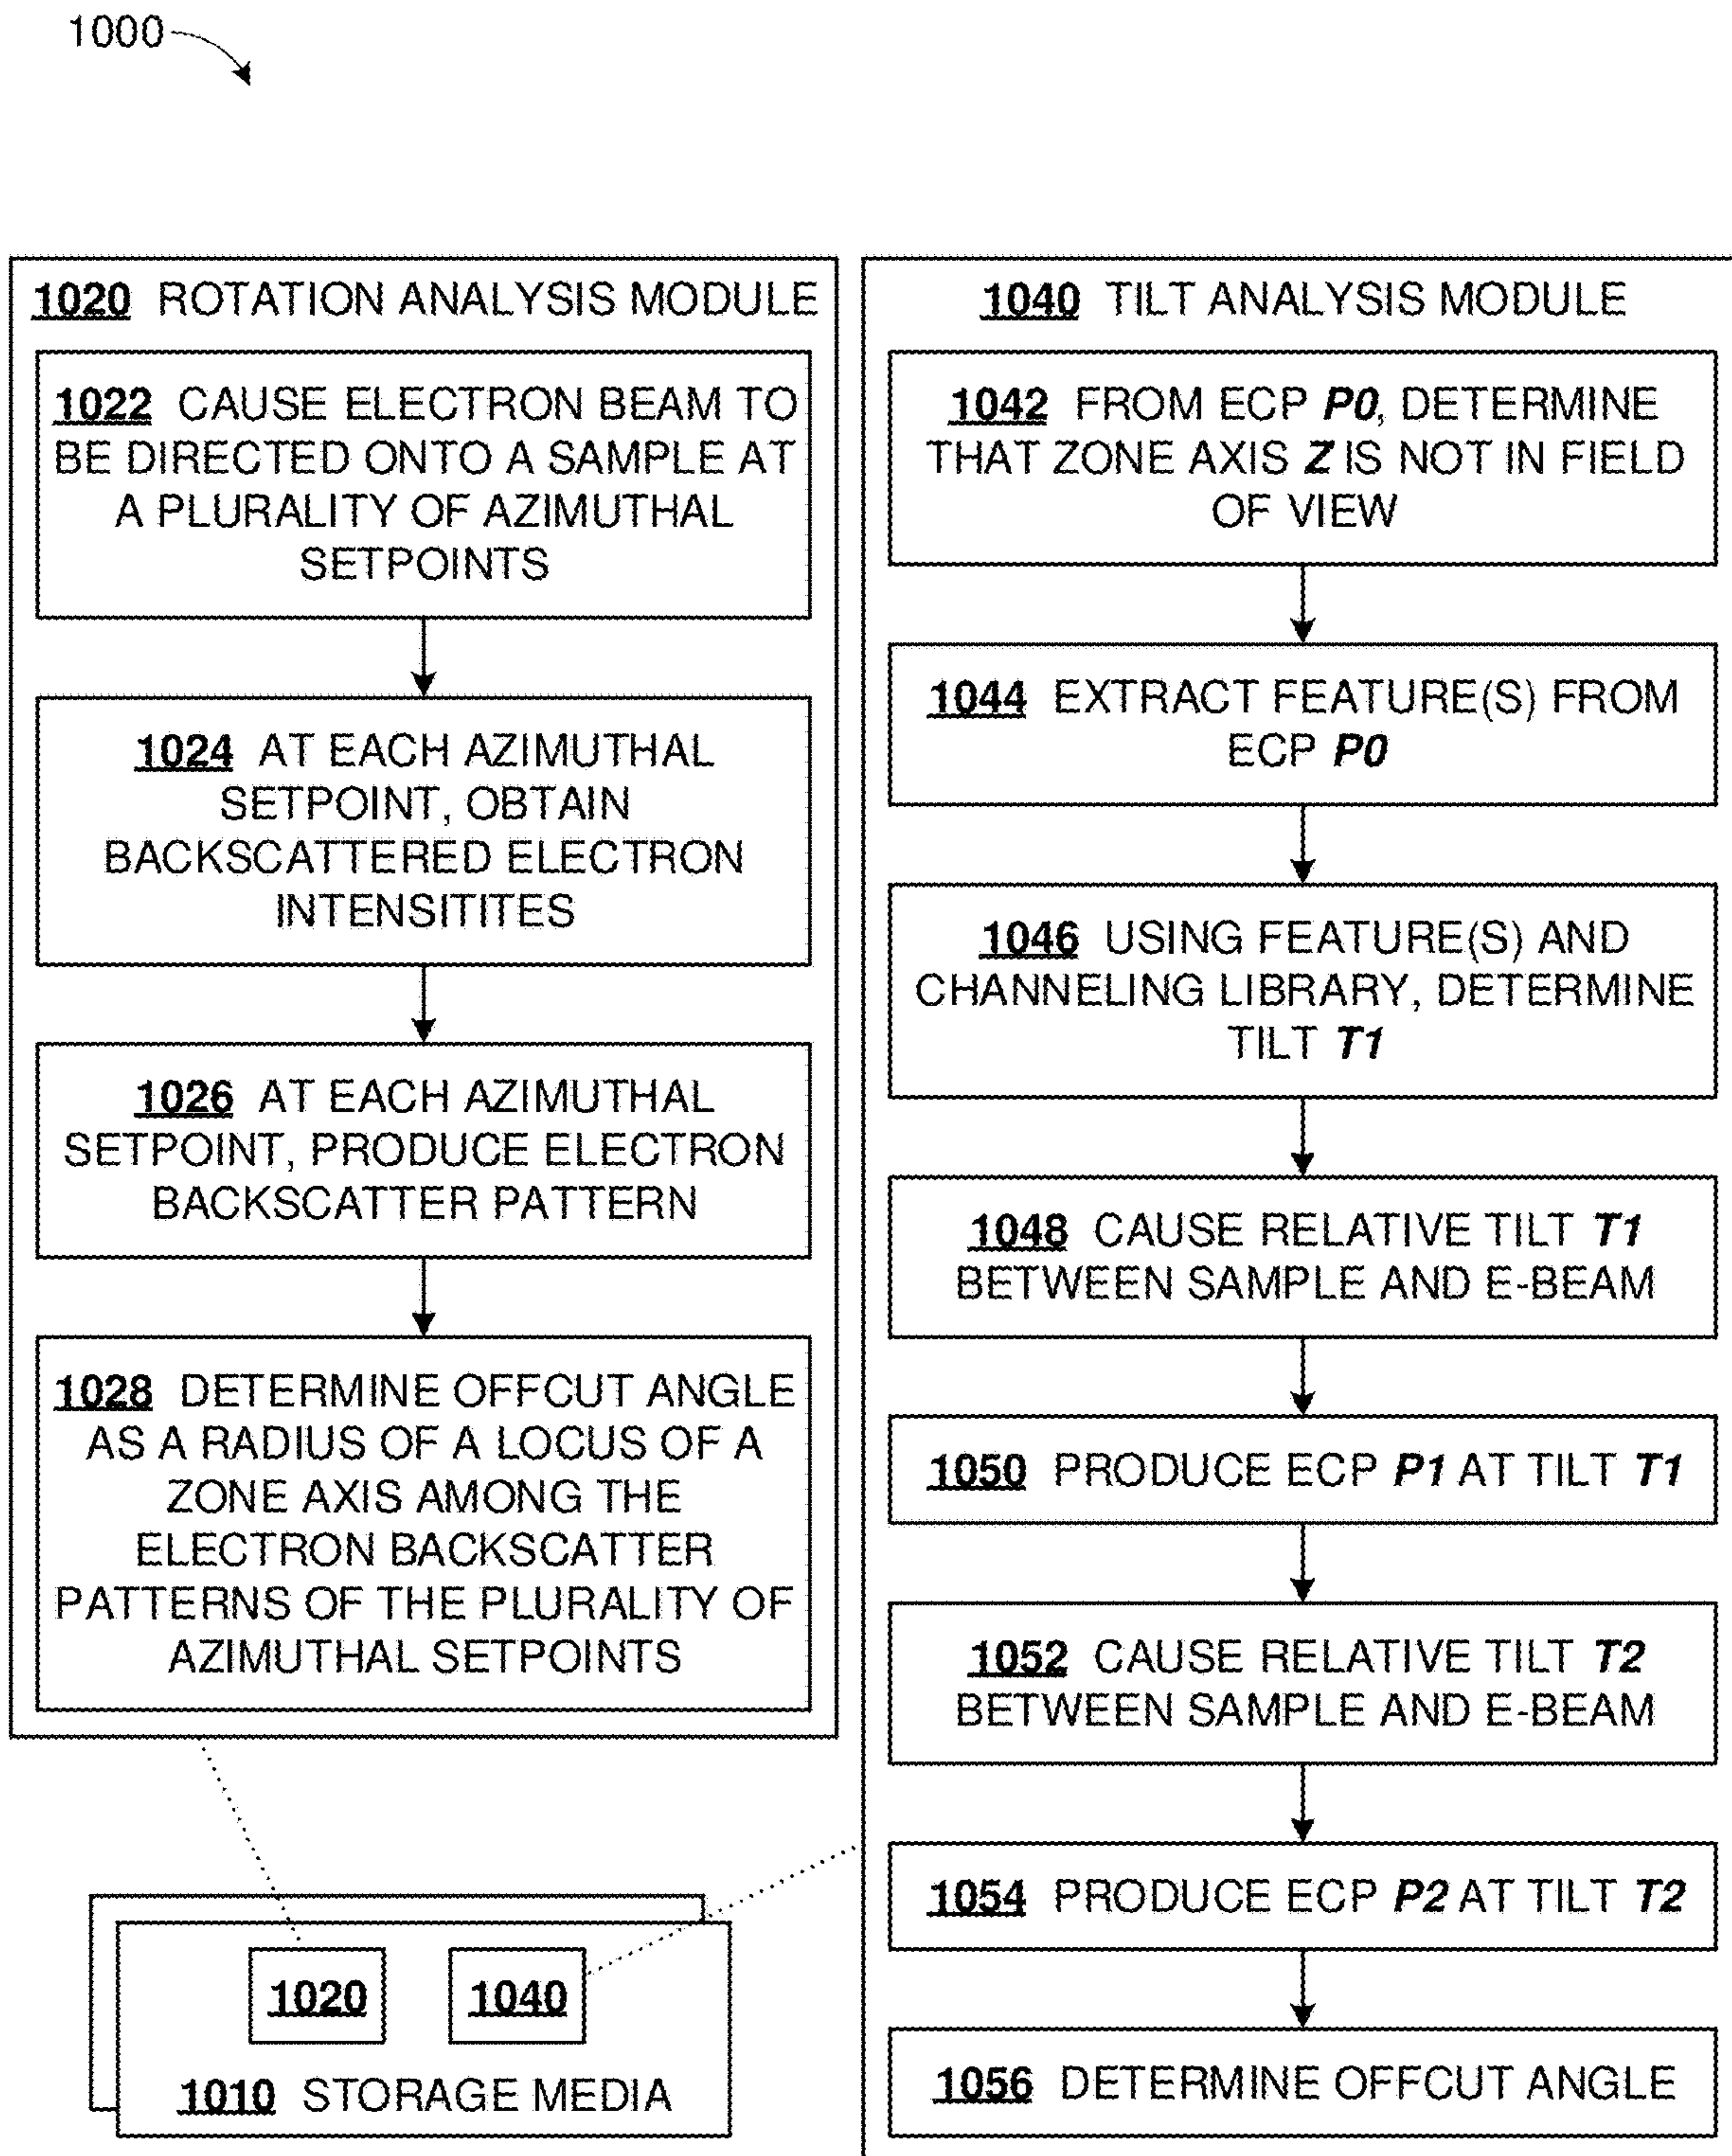 1000
1020 ROTATION ANALYSIS MODULE
1022 CAUSE ELECTRON BEAM TO
BE DIRECTED ONTO A SAMPLE AT
A PLURALITY OF AZIMUTHAL
SETPOINTS
1024 AT EACH AZIMUTHAL
SETPOINT, OBTAIN
BACKSCATTERED ELECTRON
INTENSITITES
1026 AT EACH AZIMUTHAL
SETPOINT, PRODUCE ELECTRON
BACKSCATTER PATTERN
1028 DETERMINE OFFCUT ANGLE
AS A RADIUS OF A LOCUS OF A
ZONE AXIS AMONG THE
ELECTRON BACKSCATTER
PATTERNS OF THE PLURALITY OF
AZIMUTHAL SETPOINTS
1020 1040
1010 STORAGE MEDIA
1040 TILT ANALYSIS MODULE
1042 FROM ECP P0, DETERMINE
THAT ZONE AXIS Z IS NOT IN FIELD
OF VIEW
1044 EXTRACT FEATURE(S) FROM
ECP P0
1046 USING FEATURE(S) AND
CHANNELING LIBRARY, DETERMINE
TILT T1
1048 CAUSE RELATIVE TILT T1
BETWEEN SAMPLE AND E-BEAM
1050 PRODUCE ECP P1 AT TILT T1
1052 CAUSE RELATIVE TILT T2
BETWEEN SAMPLE AND E-BEAM
1054 PRODUCE ECP P2 AT TILT T2
1056 DETERMINE OFFCUT ANGLE